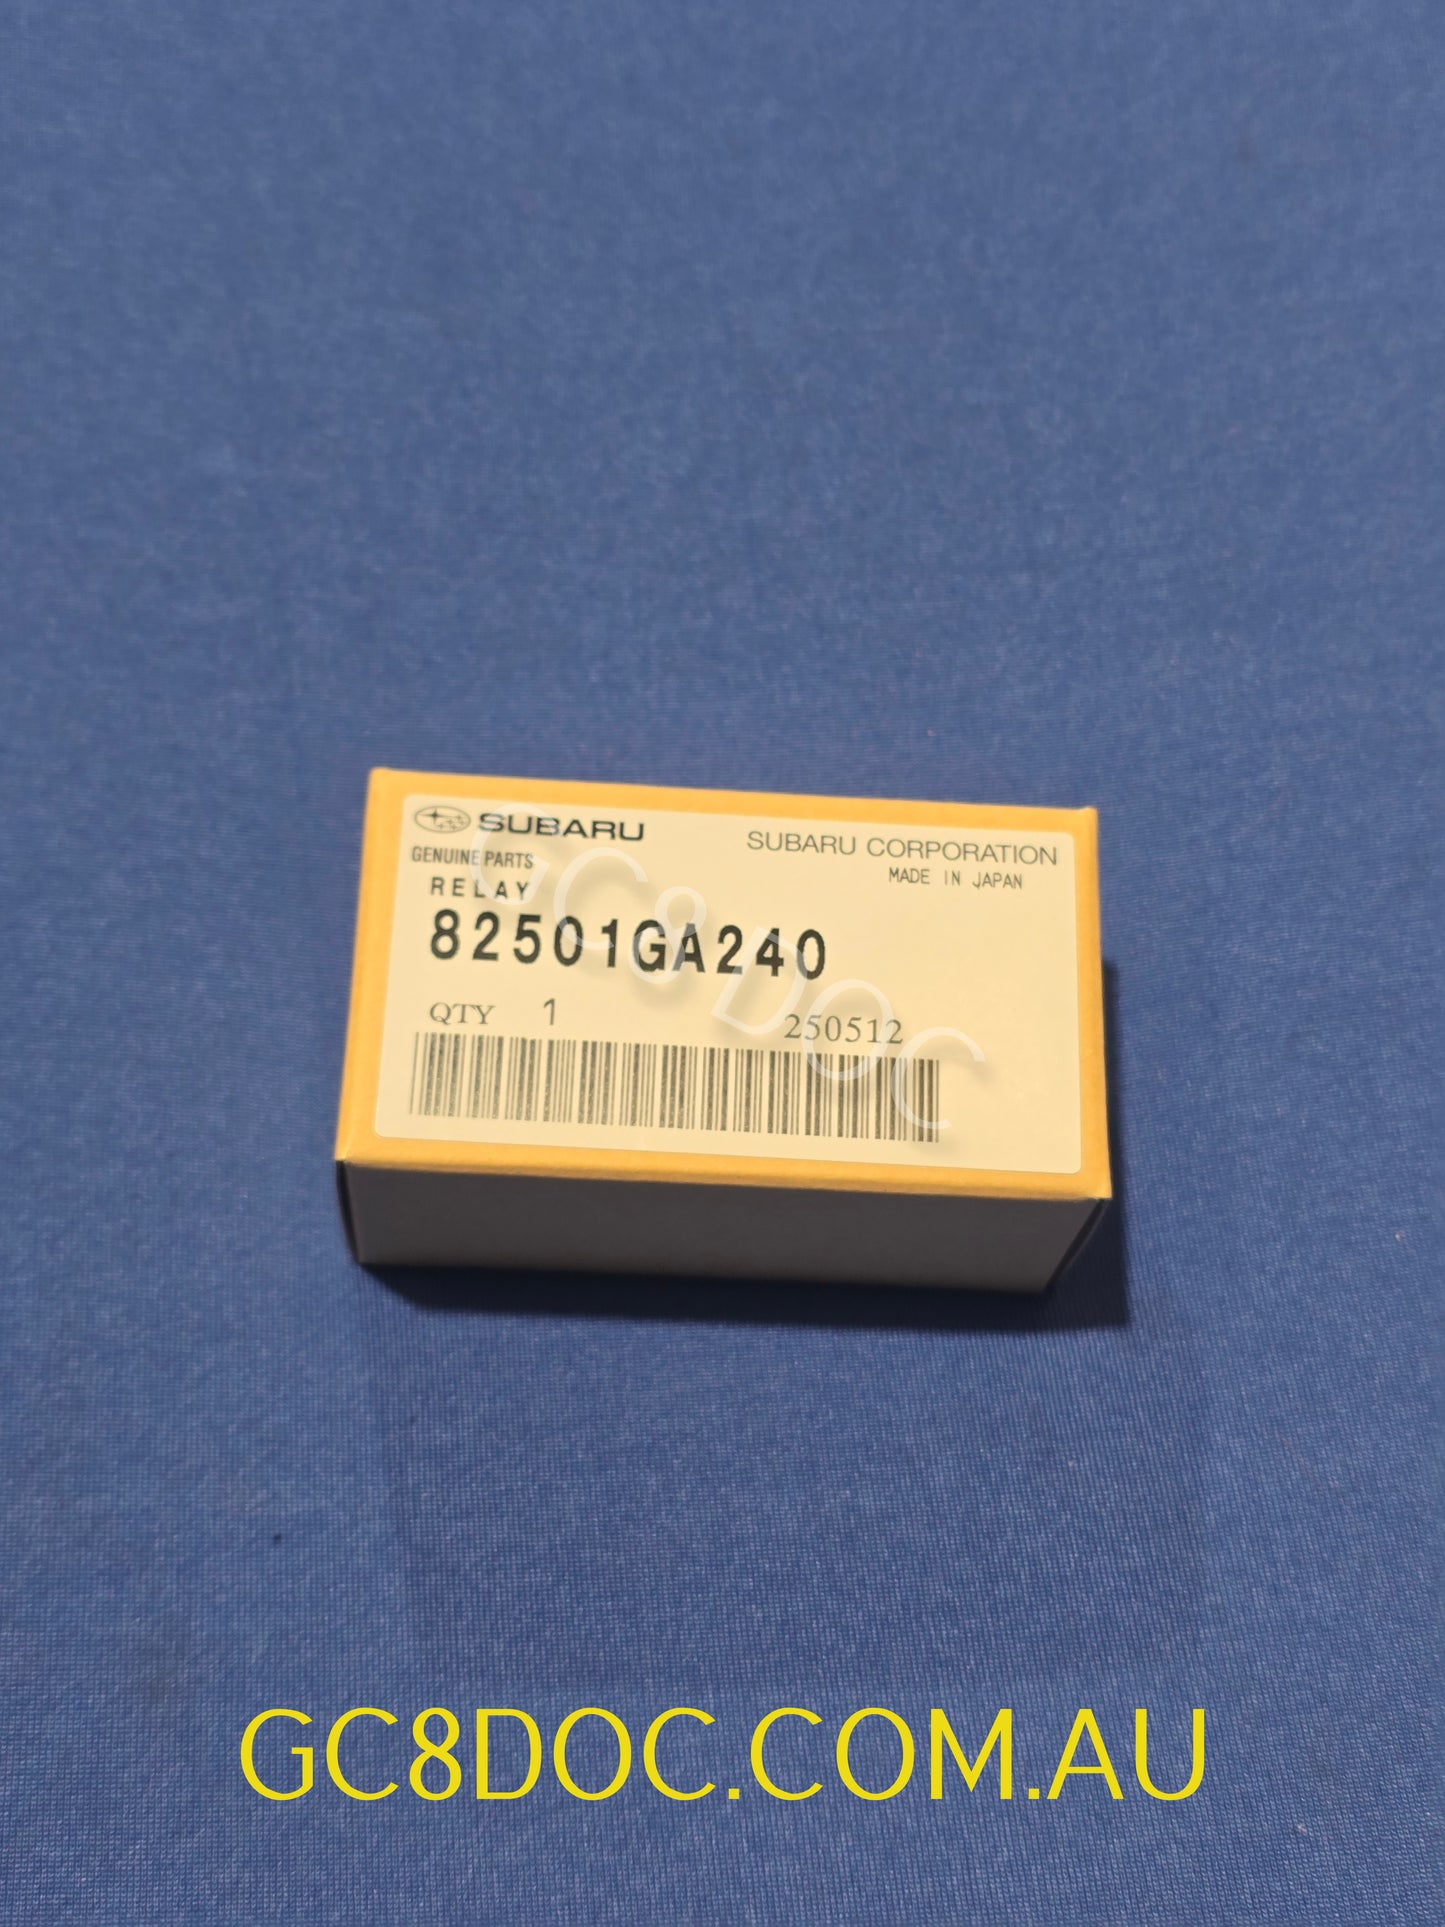 SUBARU
SUBARU CORPORATION
GENUINE PARTS
MADE IN JAPAN
RELAY
82501GA240
QTY 1
250512
GC8DOC
GC8DOC.COM.AU